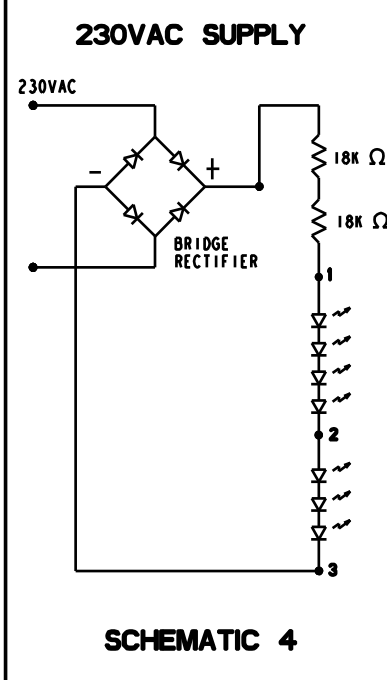 230VAC SUPPLY
230VAC
−
+
18K Ω
18K Ω
BRIDGE
RECTIFIER
1
2
3
SCHEMATIC 4